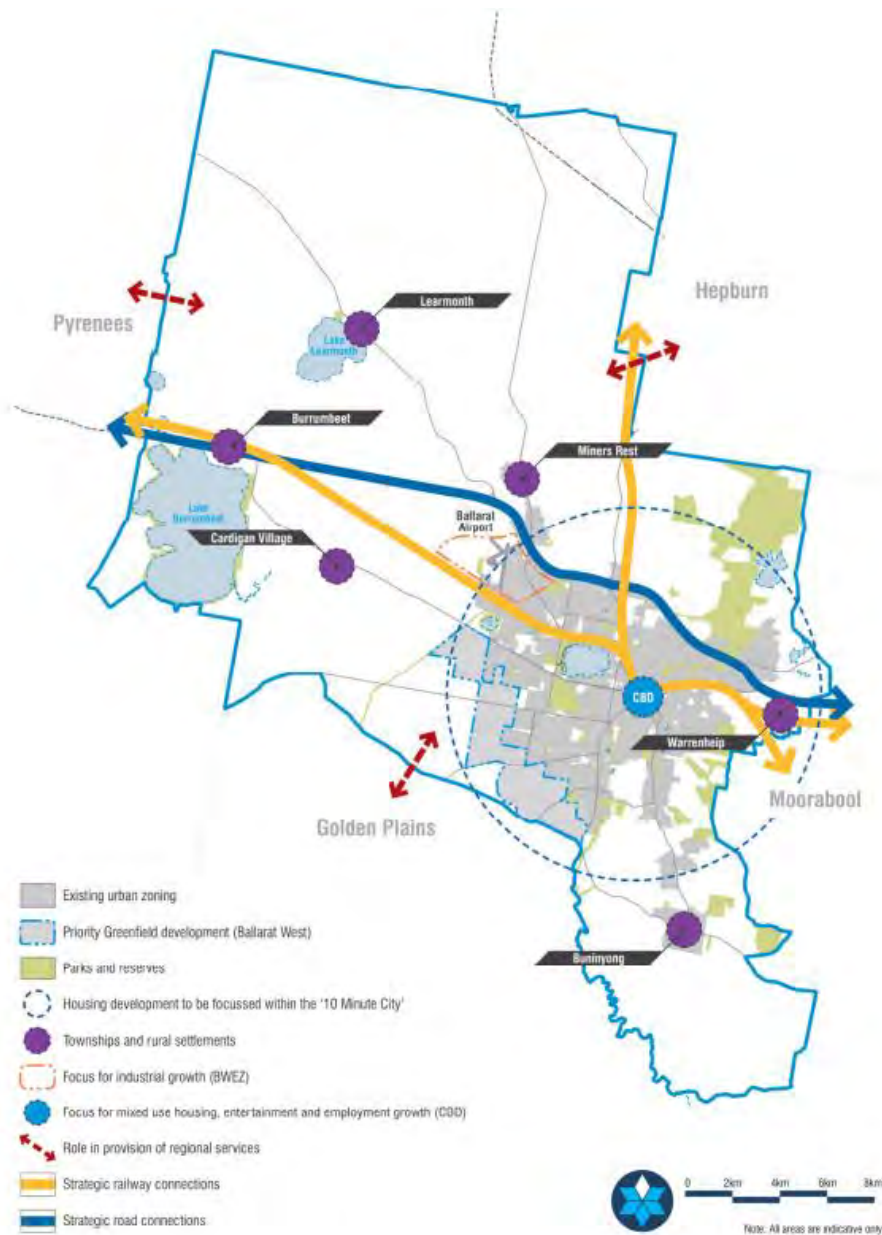 Hepburn
Pyrenees
Learmonth
Lake
Learmonth
Burrumbeet
Miners Rest
Lake
Burrumbeet
Ballarat
Airport
Cardigan Village
CBD
Warrenheip
Moorabool
Golden Plains
Buninyong
Existing urban zoning
Priority Greenfield development (Ballarat West)
Parks and reserves
Housing development to be focussed within the '10 Minute City'
Townships and rural settlements
Focus for industrial growth (BWEZ)
Focus for mixed use housing, entertainment and employment growth (CBD)
Role in provision of regional services
Strategic railway connections
Strategic road connections
0 2km 4km 6km 8km
Note: All areas are indicative only